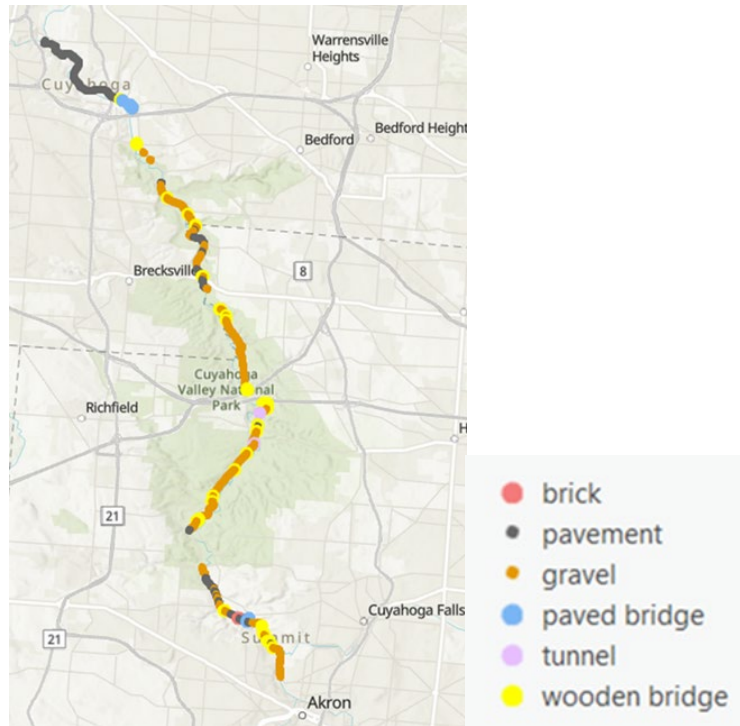 Warrensville
Heights
Cuyahoga
Bedford Height
Bedford
Brecksville
8
Cuyahoga
Valley National
Park
Richfield
H
21
brick
pavement
gravel
paved bridge
tunnel
wooden bridge
21
Cuyahoga Falls
Summit
Akron